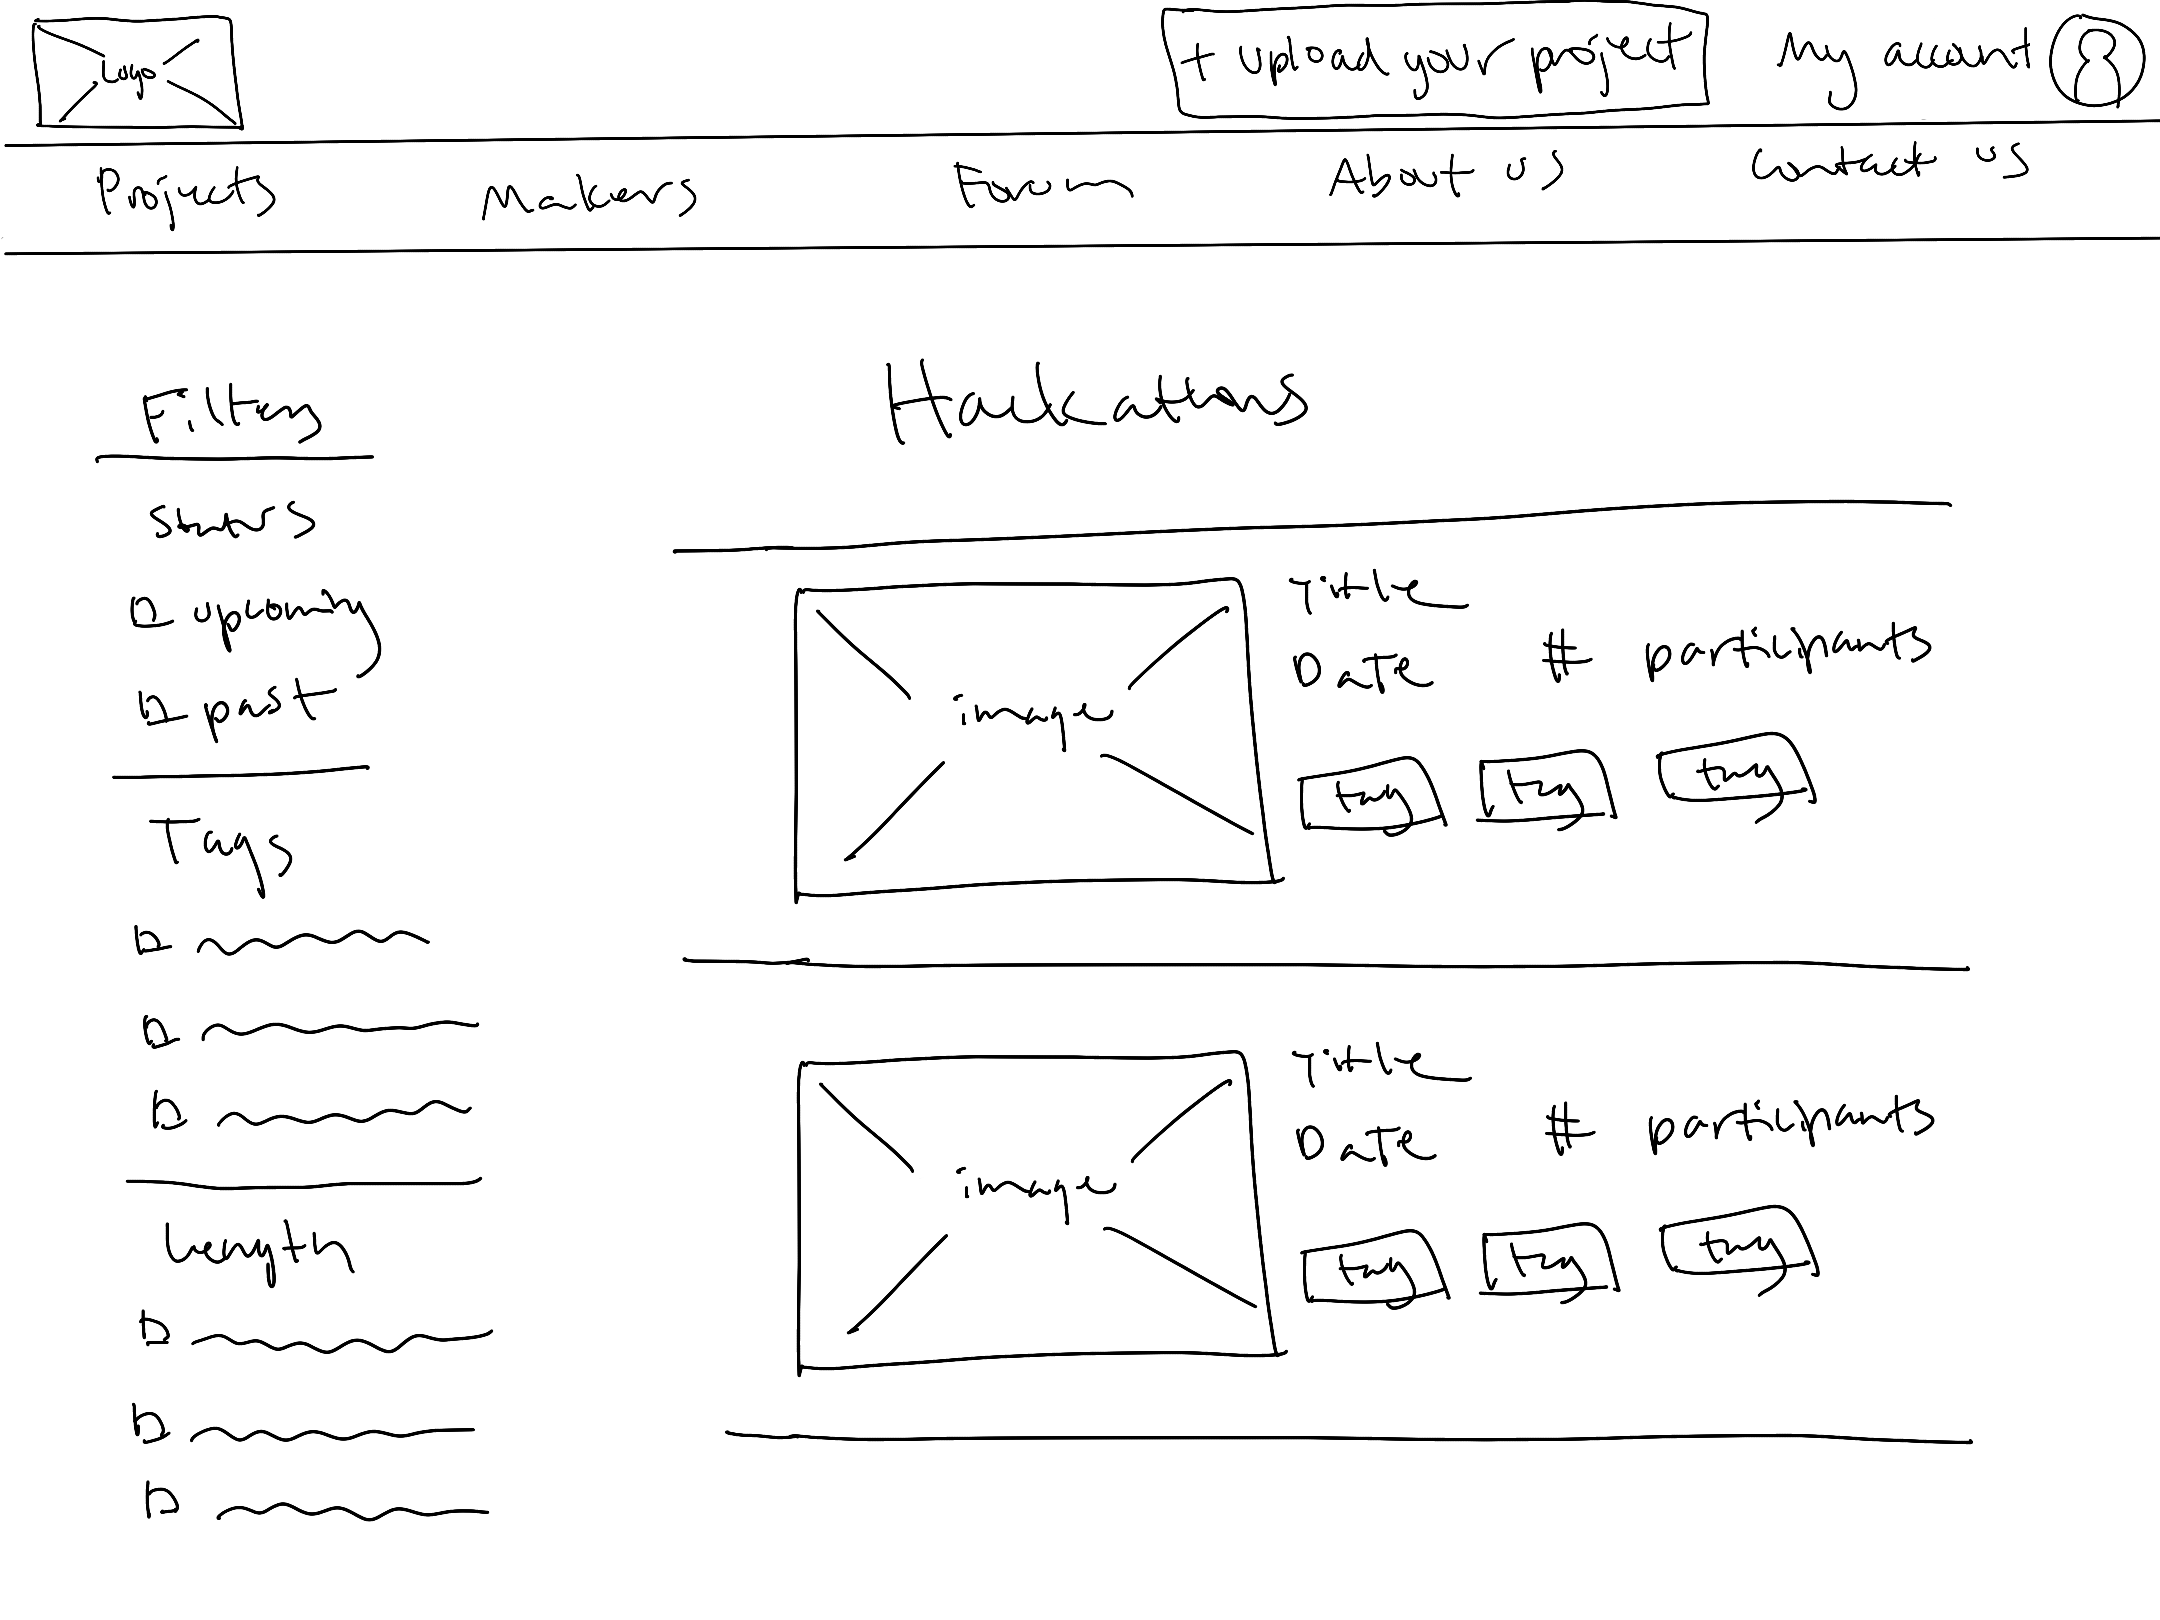 Logo
+ upload your project
My account
Projects
Makers
Forum
About us
Contact us
Filters
Status
upcoming
past
Tags
Length
Hackathons
Title
Date # participants
tag tag tag
image
Title
Date # participants
tag tag tag
image